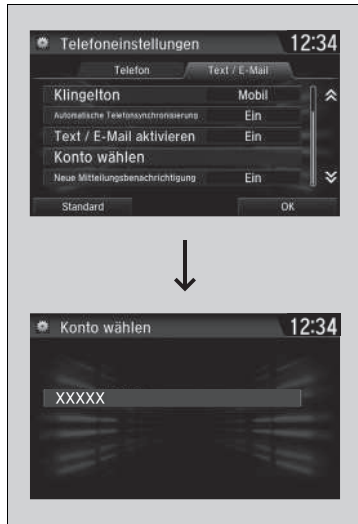 Telefoneinstellungen 12:34
Telefon Text / E-Mail
Klingelton Mobil
Automatische Telefonsynchronisierung Ein
Text / E-Mail aktivieren Ein
Konto wählen
Neue Mitteilungsbenachrichtigung Ein
Standard OK
Konto wählen 12:34
XXXXX